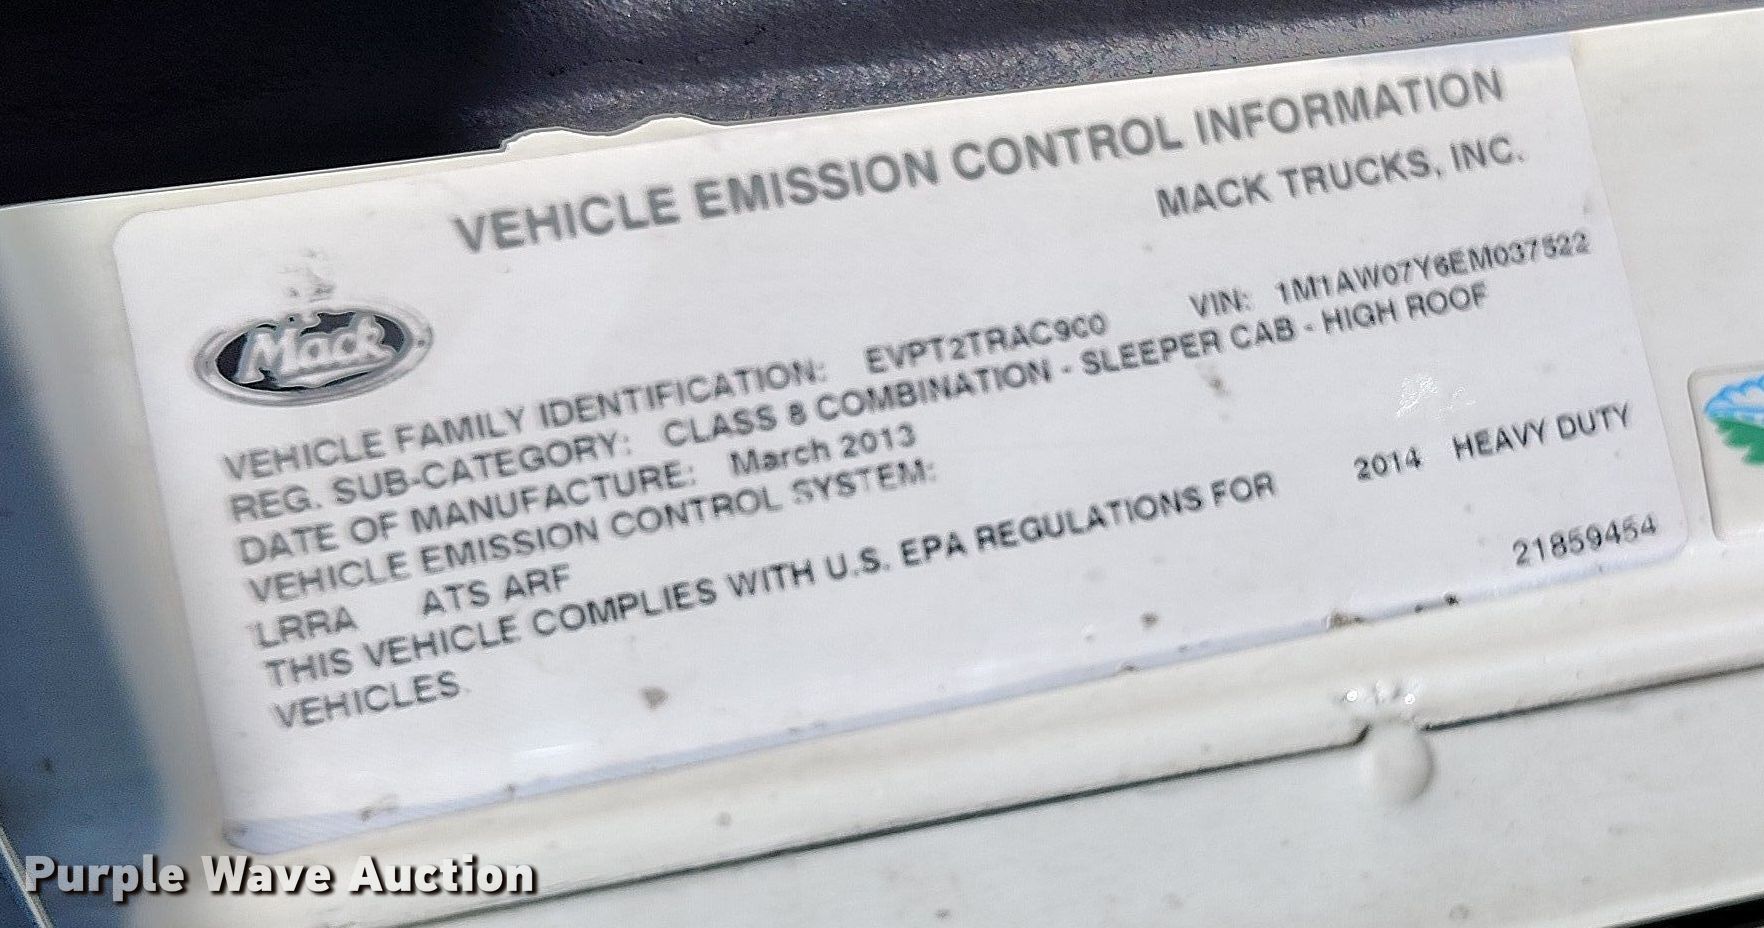 VEHICLE EMISSION CONTROL INFORMATION
MACK TRUCKS, INC.
Mack
VEHICLE FAMILY IDENTIFICATION: EVPT2TRAC9C0 VIN: 1M1AW07Y6EM037522
REG. SUB-CATEGORY: CLASS 8 COMBINATION - SLEEPER CAB - HIGH ROOF
DATE OF MANUFACTURE: March 2013
VEHICLE EMISSION CONTROL SYSTEM:
LRRA ATS ARF
THIS VEHICLE COMPLIES WITH U.S. EPA REGULATIONS FOR 2014 HEAVY DUTY
VEHICLES.
21859454
Purple Wave Auction